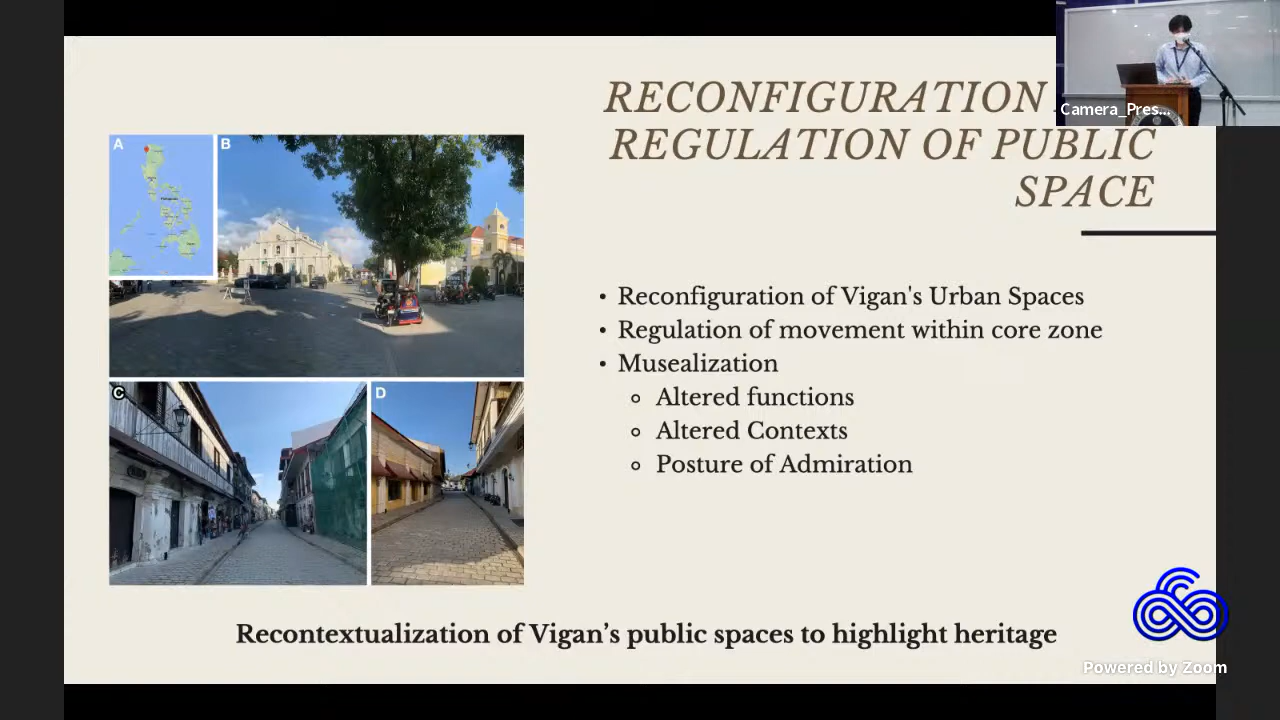 RECONFIGURATION
REGULATION OF PUBLIC
SPACE
Camera_Pres...
A
B
C
D
• Reconfiguration of Vigan's Urban Spaces
• Regulation of movement within core zone
• Musealization
◦ Altered functions
◦ Altered Contexts
◦ Posture of Admiration
Recontextualization of Vigan’s public spaces to highlight heritage
Powered by Zoom